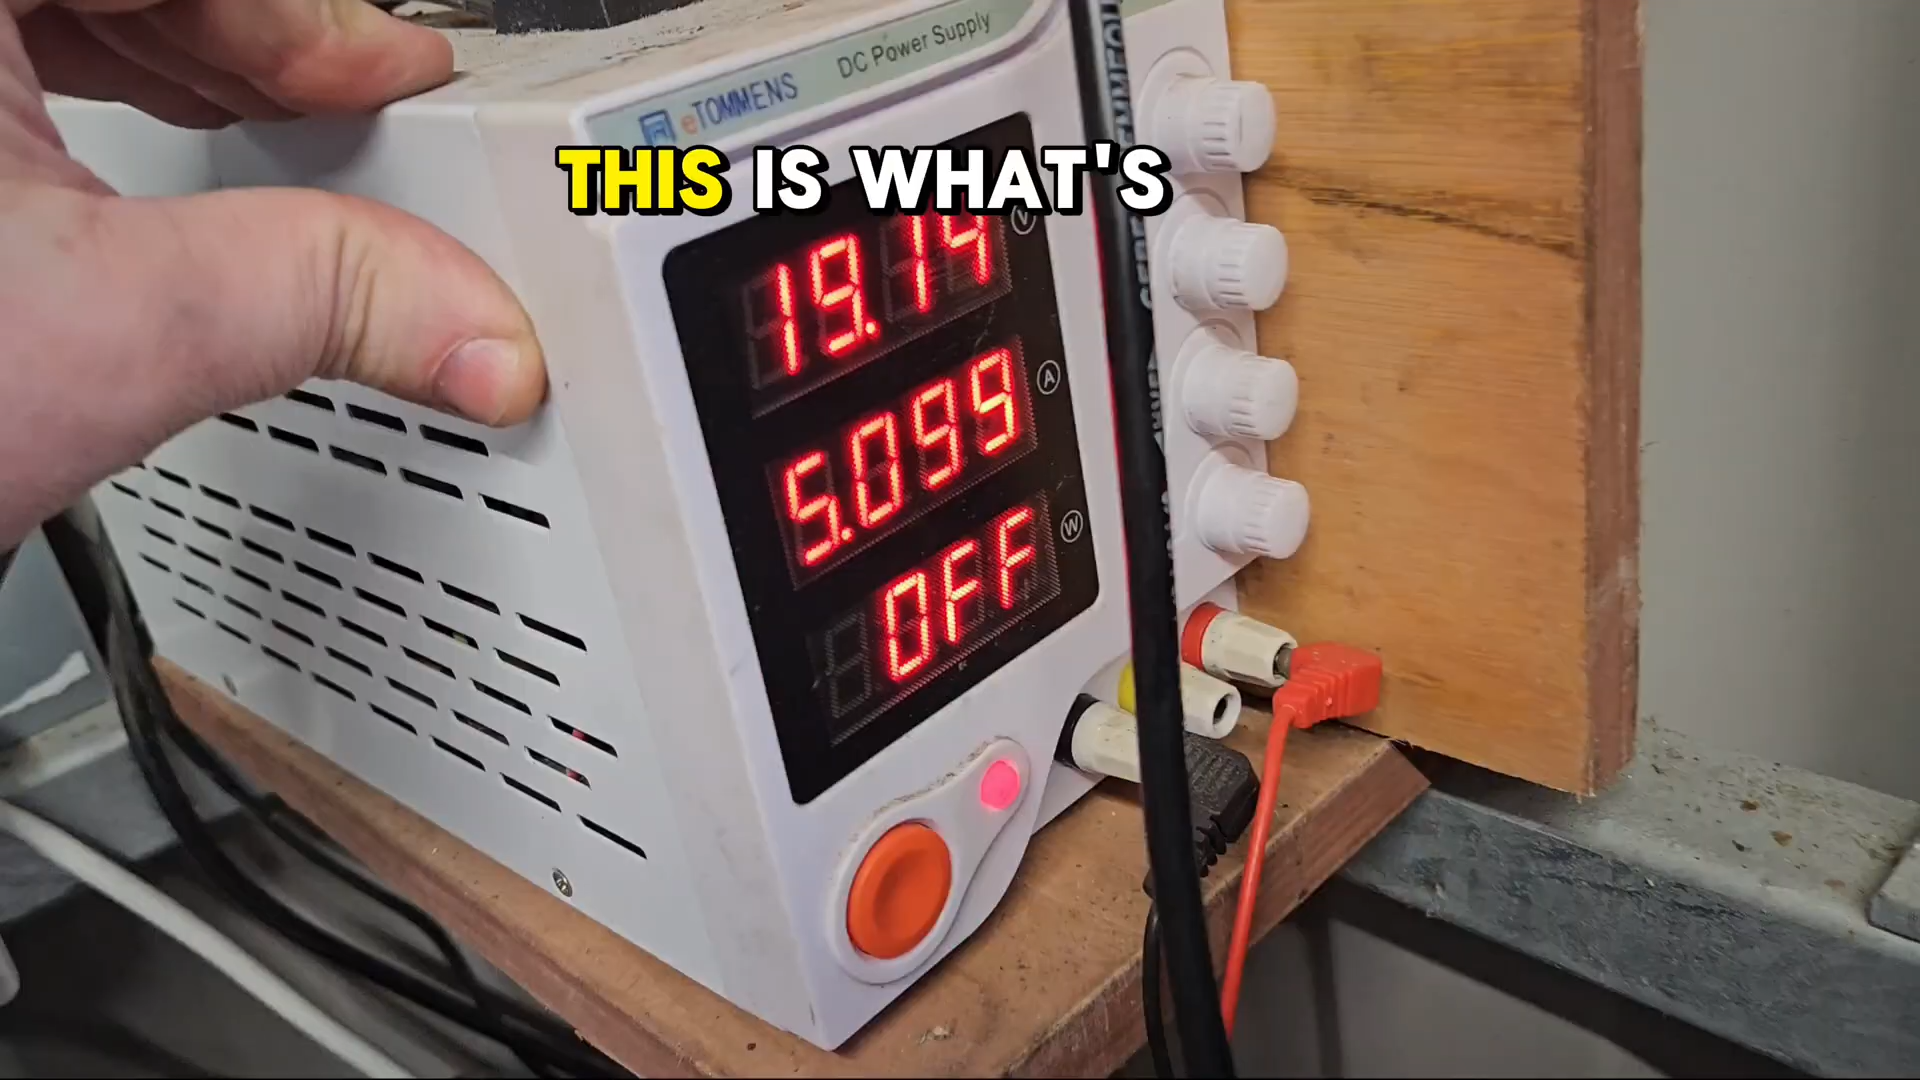 eTOMMENS DC Power Supply
THIS IS WHAT'S
19.14 V
5.099 A
OFF W